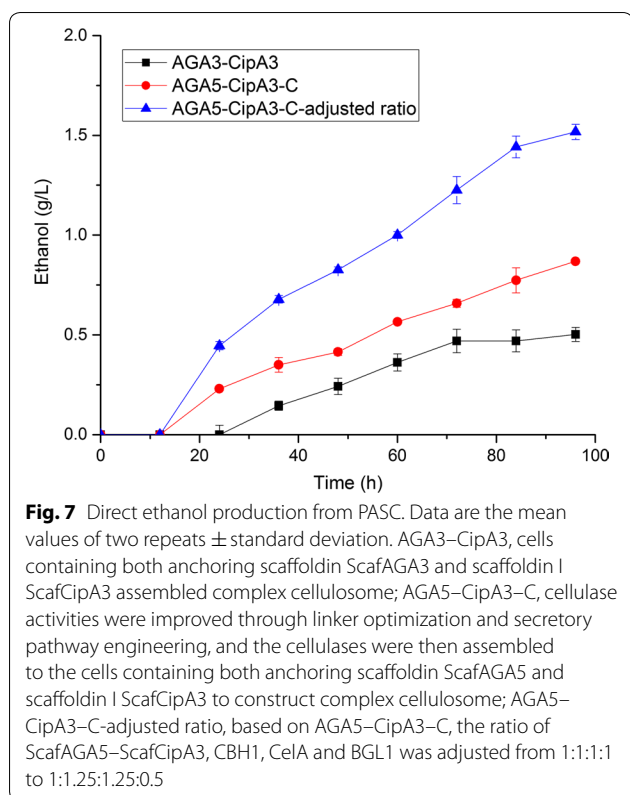 2.0
AGA3-CipA3
AGA5-CipA3-C
AGA5-CipA3-C-adjusted ratio
1.5
1.0
0.5
0.0
Ethanol (g/L)
0 20 40 60 80 100
Time (h)
Fig. 7 Direct ethanol production from PASC. Data are the mean
values of two repeats ± standard deviation. AGA3–CipA3, cells
containing both anchoring scaffoldin ScafAGA3 and scaffoldin I
ScafCipA3 assembled complex cellulosome; AGA5–CipA3–C, cellulase
activities were improved through linker optimization and secretory
pathway engineering, and the cellulases were then assembled
to the cells containing both anchoring scaffoldin ScafAGA5 and
scaffoldin I ScafCipA3 to construct complex cellulosome; AGA5–
CipA3–C-adjusted ratio, based on AGA5–CipA3–C, the ratio of
ScafAGA5–ScafCipA3, CBH1, CelA and BGL1 was adjusted from 1:1:1:1
to 1:1.25:1.25:0.5